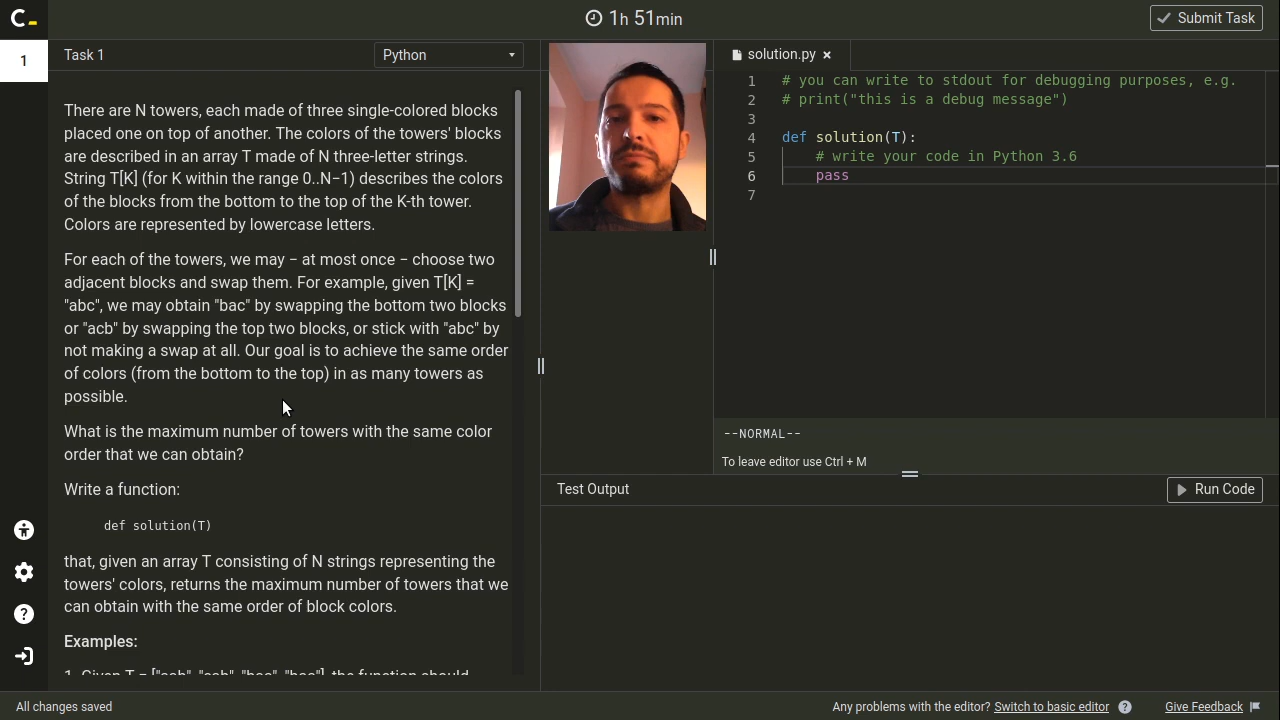 C_
1h 51min
Submit Task
1
Task 1
Python
There are N towers, each made of three single-colored blocks
placed one on top of another. The colors of the towers' blocks
are described in an array T made of N three-letter strings.
String T[K] (for K within the range 0..N−1) describes the colors
of the blocks from the bottom to the top of the K-th tower.
Colors are represented by lowercase letters.
For each of the towers, we may − at most once − choose two
adjacent blocks and swap them. For example, given T[K] =
"abc", we may obtain "bac" by swapping the bottom two blocks
or "acb" by swapping the top two blocks, or stick with "abc" by
not making a swap at all. Our goal is to achieve the same order
of colors (from the bottom to the top) in as many towers as
possible.
What is the maximum number of towers with the same color
order that we can obtain?
Write a function:
def solution(T)
that, given an array T consisting of N strings representing the
towers' colors, returns the maximum number of towers that we
can obtain with the same order of block colors.
Examples:
solution.py ×
1 # you can write to stdout for debugging purposes, e.g.
2 # print("this is a debug message")
3
4 def solution(T):
5 # write your code in Python 3.6
6 pass
7
--NORMAL--
To leave editor use Ctrl + M
Test Output
Run Code
All changes saved
Any problems with the editor? Switch to basic editor ?
Give Feedback